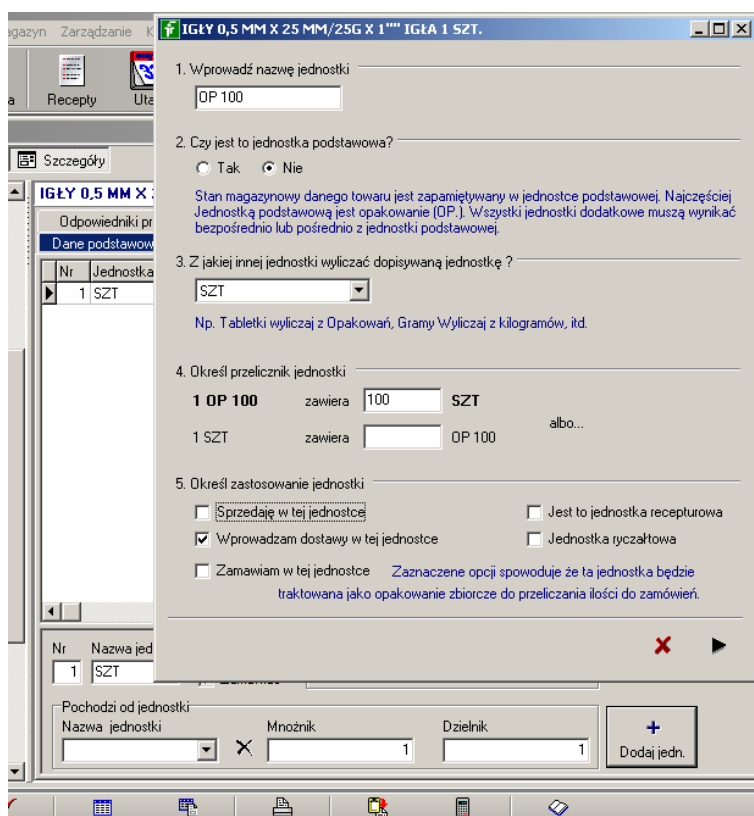 IGŁY 0,5 MM X 25 MM/25G X 1"" IGŁA 1 SZT.
Zarządzanie
Recepty
Szczegóły
IGŁY 0,5 MM X
Dane podstawow
Nr Jednostka
1 SZT
1. Wprowadź nazwę jednostki
OP 100
2. Czy jest to jednostka podstawowa?
Tak Nie
Stan magazynowy danego towaru jest zapamiętywany w jednostce podstawowej. Najczęściej
Jednostką podstawową jest opakowanie (OP.). Wszystki jednostki dodatkowe muszą wynikać
bezpośrednio lub pośrednio z jednostki podstawowej.
3. Z jakiej innej jednostki wyliczać dopisywaną jednostkę ?
SZT
Np. Tabletki wyliczaj z Opakowań, Gramy Wyliczaj z kilogramów, itd.
4. Określ przelicznik jednostki
1 OP 100 zawiera 100 SZT
albo...
1 SZT zawiera OP 100
5. Określ zastosowanie jednostki
Sprzedaję w tej jednostce Jest to jednostka recepturowa
Wprowadzam dostawy w tej jednostce Jednostka ryczałtowa
Zamawiam w tej jednostce Zaznaczene opcji spowoduje że ta jednostka będzie
traktowana jako opakowanie zbiorcze do przeliczania ilości do zamówień.
Nr Nazwa jed
1 SZT
Pochodzi od jednostki
Nazwa jednostki Mnożnik Dzielnik
1 1
Dodaj jedn.